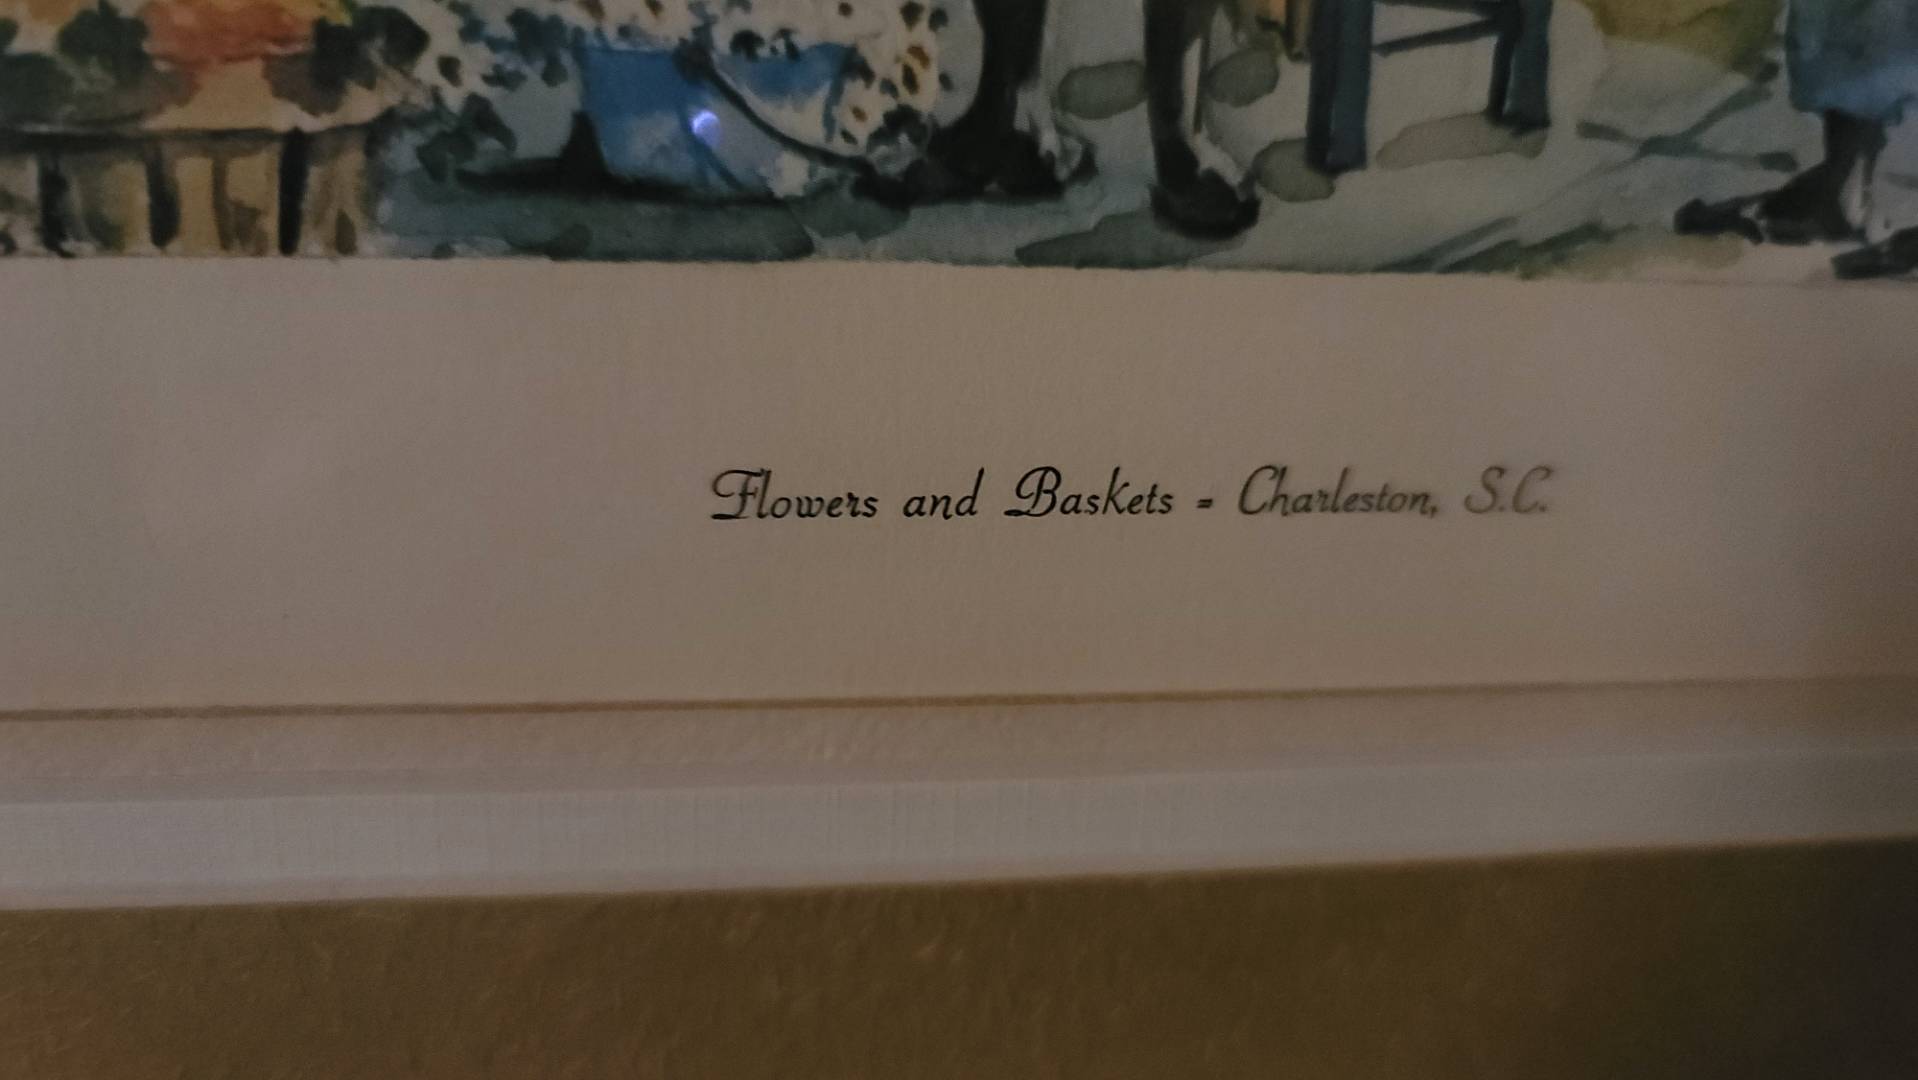 Flowers and Baskets - Charleston, S.C.